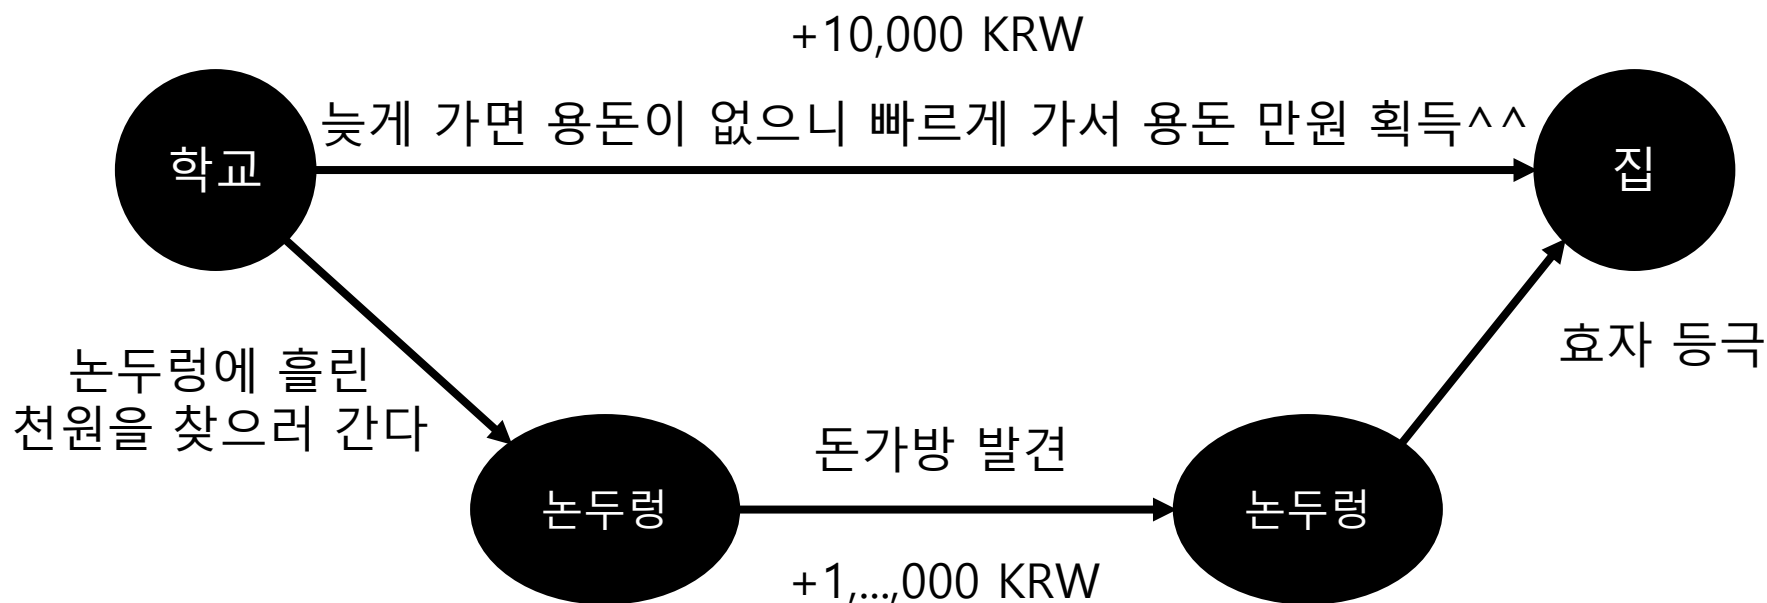 +10,000 KRW
늦게 가면 용돈이 없으니 빠르게 가서 용돈 만원 획득^^
학교
집
논두렁에 흘린
천원을 찾으러 간다
효자 등극
돈가방 발견
논두렁
논두렁
+1,...,000 KRW